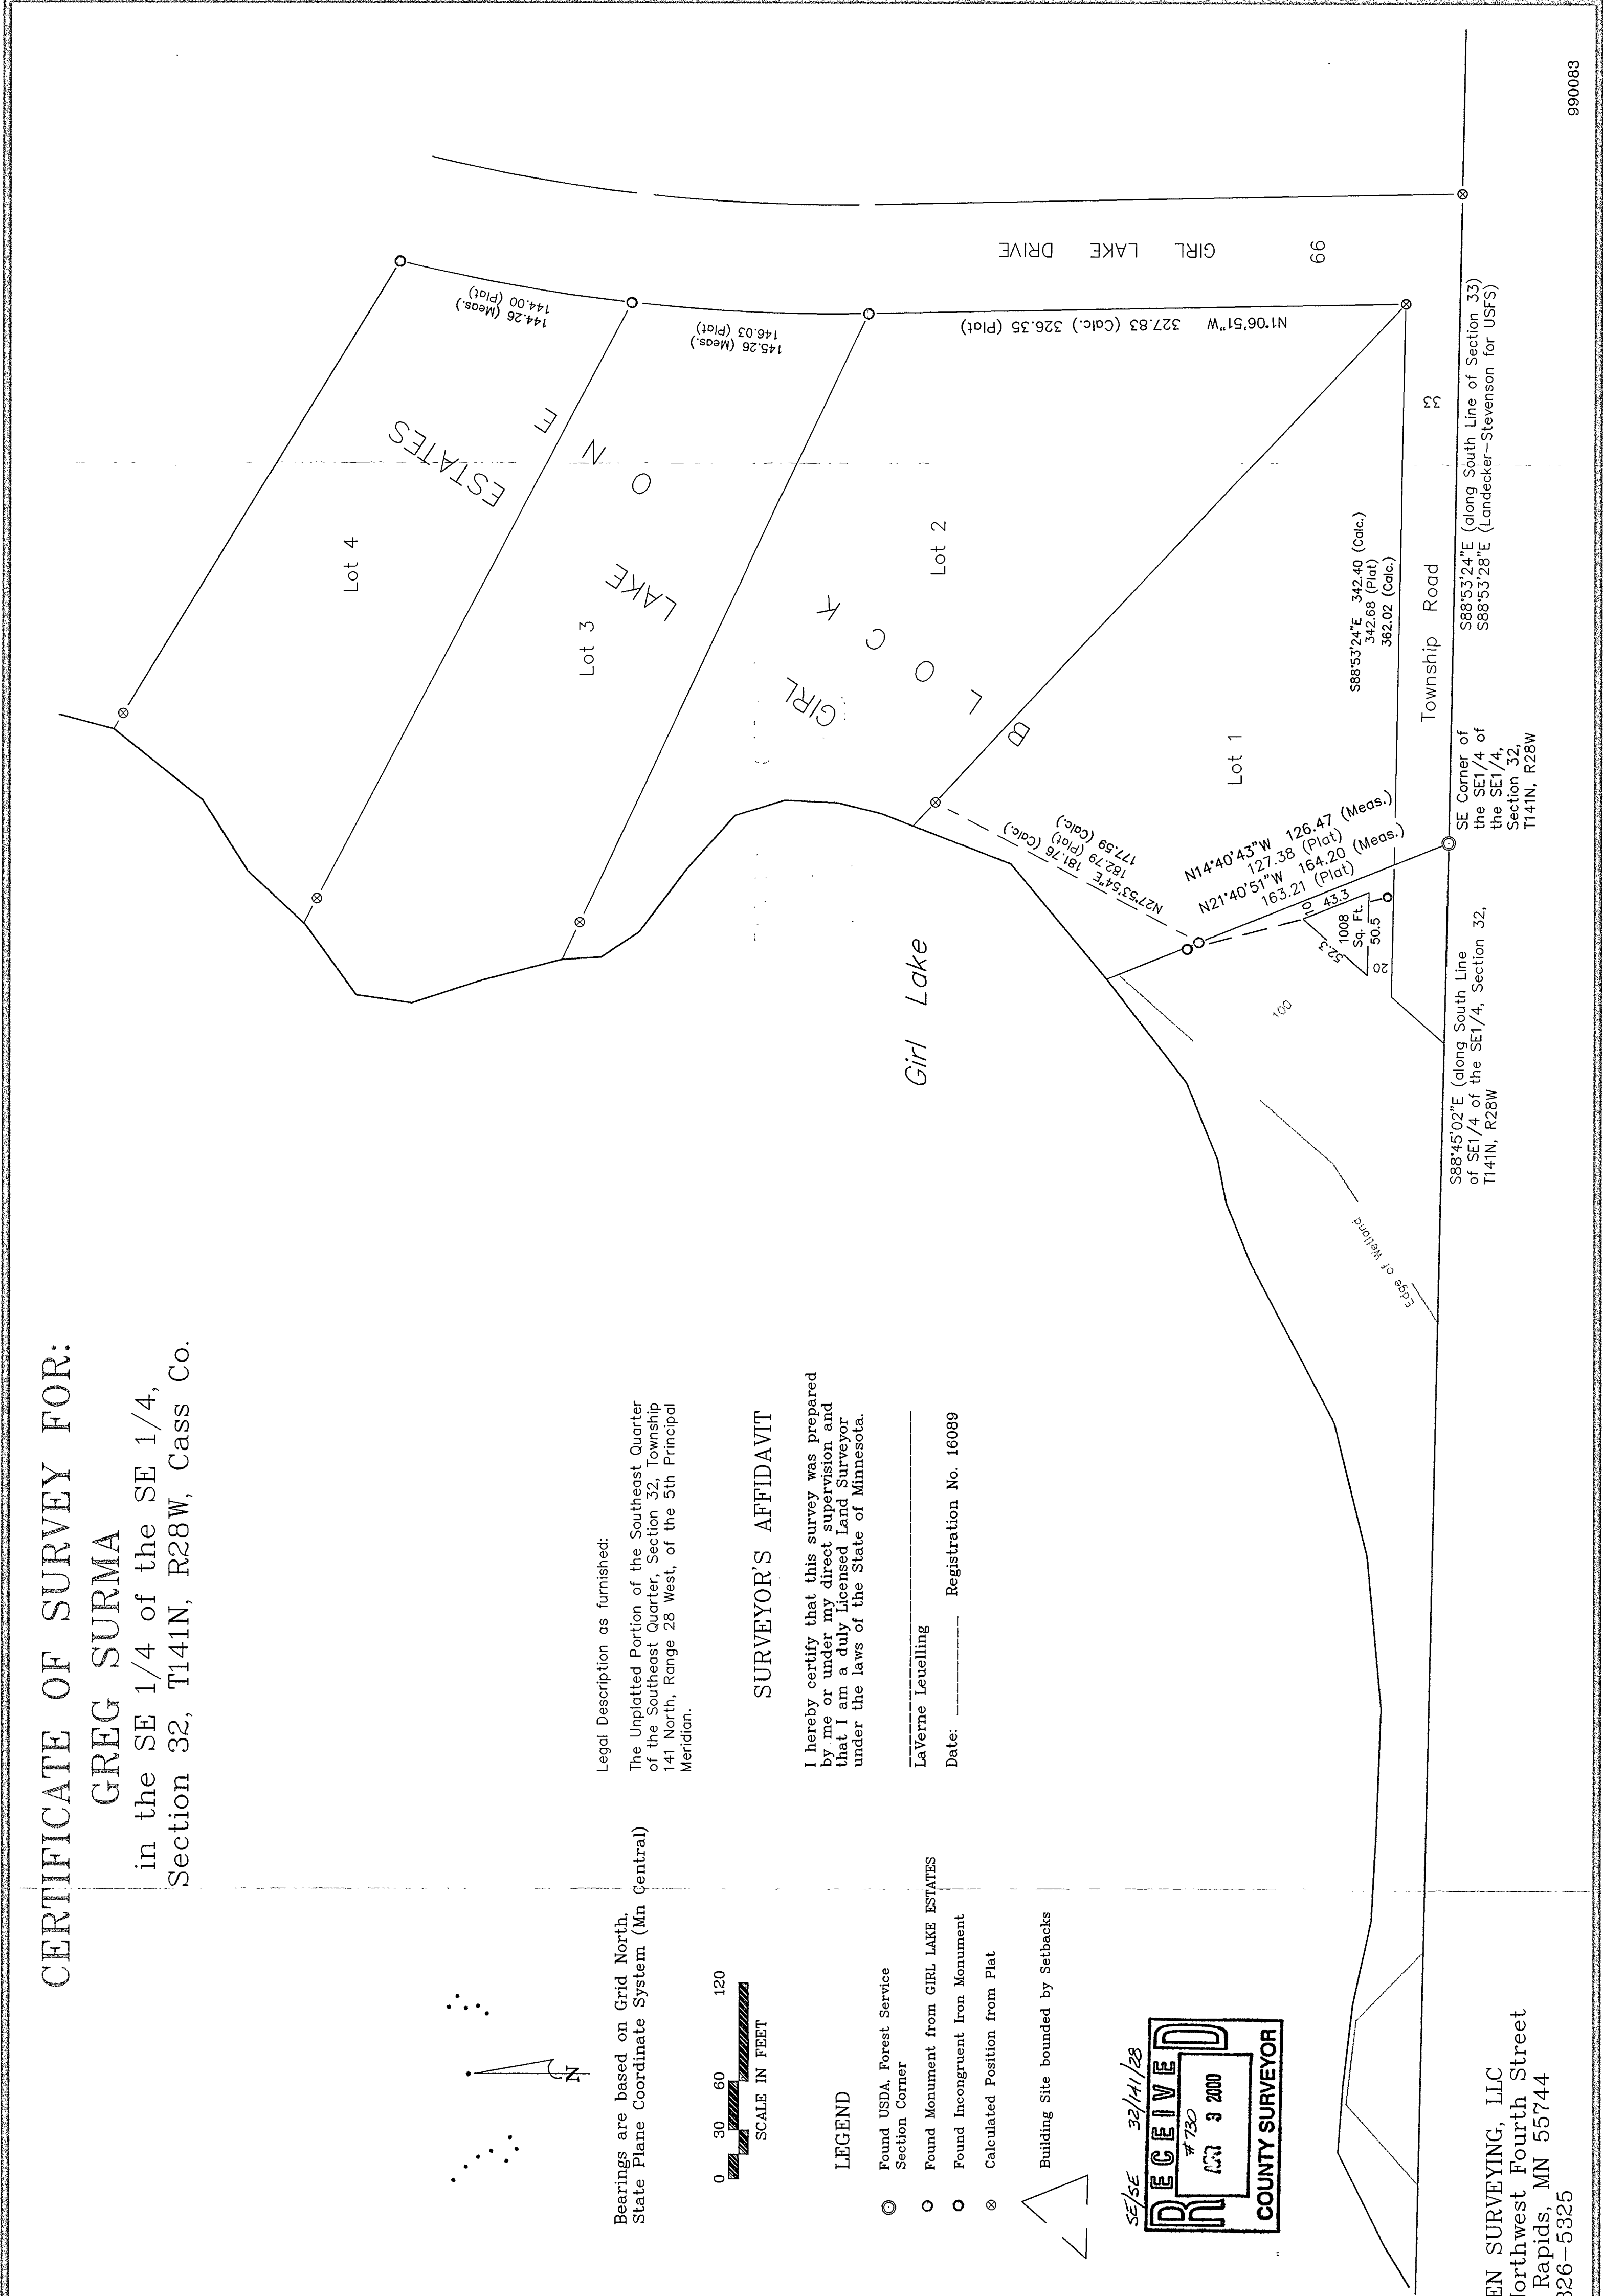 CERTIFICATE OF SURVEY FOR:
GREG SURMA
in the SE 1/4 of the SE 1/4,
Section 32, T141N, R28W, Cass Co.
Bearings are based on Grid North,
State Plane Coordinate System (Mn Central)
N
0 30 60 120
SCALE IN FEET
LEGEND
Found USDA, Forest Service
Section Corner
Found Monument from GIRL LAKE ESTATES
Found Incongruent Iron Monument
Calculated Position from Plat
Building Site bounded by Setbacks
SE/SE 32/141/28
RECEIVED
#730
3 2000
COUNTY SURVEYOR
Legal Description as furnished:
The Unplatted Portion of the Southeast Quarter
of the Southeast Quarter, Section 32, Township
141 North, Range 28 West, of the 5th Principal
Meridian.
SURVEYOR'S AFFIDAVIT
I hereby certify that this survey was prepared
by me or under my direct supervision and
that I am a duly Licensed Land Surveyor
under the laws of the State of Minnesota.
LaVerne Leuelling
Date: Registration No. 16089
Lot 4
Lot 3
Lot 2
Lot 1
GIRL LAKE ESTATES
BLOCK ONE
144.26 (Meas.)
144.00 (Plat)
145.26 (Meas.)
146.03 (Plat)
N1°06'51"W 327.83 (Calc.) 326.35 (Plat)
GIRL LAKE DRIVE
66
33
Girl Lake
N27°53'54"E 181.76 (Calc.)
182.79 (Plat)
177.59 (Calc.)
N14°40'43"W 126.47 (Meas.)
127.38 (Plat)
N21°40'51"W 164.20 (Meas.)
163.21 (Plat)
10
43.3
1008
Sq. Ft.
52.3
50.5
20
100
S88°53'24"E 342.40 (Calc.)
342.68 (Plat)
362.02 (Calc.)
Township Road
Edge of Wetland
S88°45'02"E (along South Line
of SE1/4 of the SE1/4, Section 32,
T141N, R28W
SE Corner of
the SE1/4 of
the SE1/4,
Section 32,
T141N, R28W
S88°53'24"E (along South Line of Section 33)
S88°53'28"E (Landecker-Stevenson for USFS)
EN SURVEYING, LLC
orthwest Fourth Street
Rapids, MN 55744
326-5325
990083